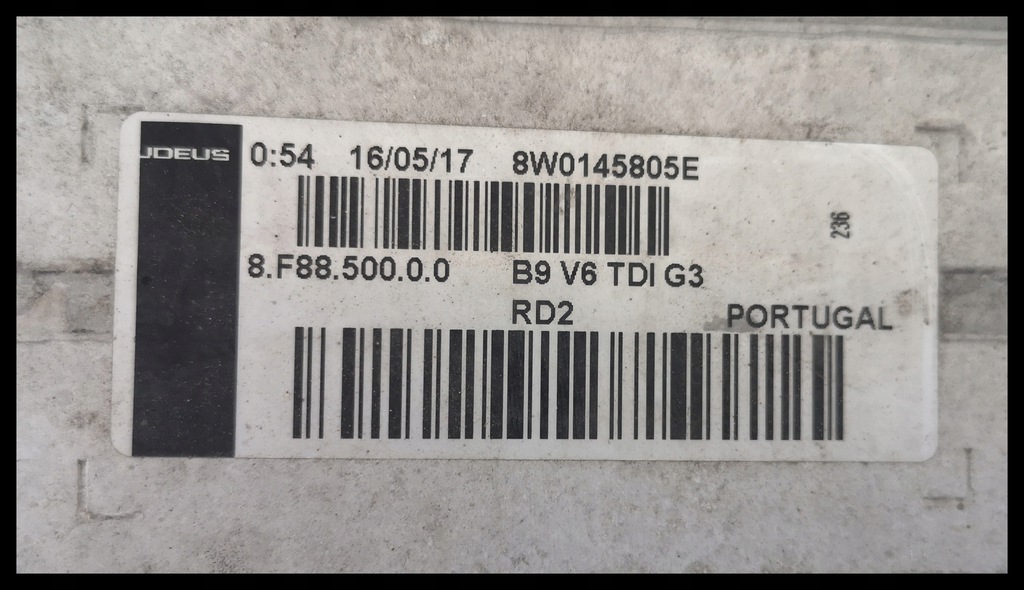 JDEUS 0:54 16/05/17 8W0145805E
236
8.F88.500.0.0 B9 V6 TDI G3
RD2 PORTUGAL